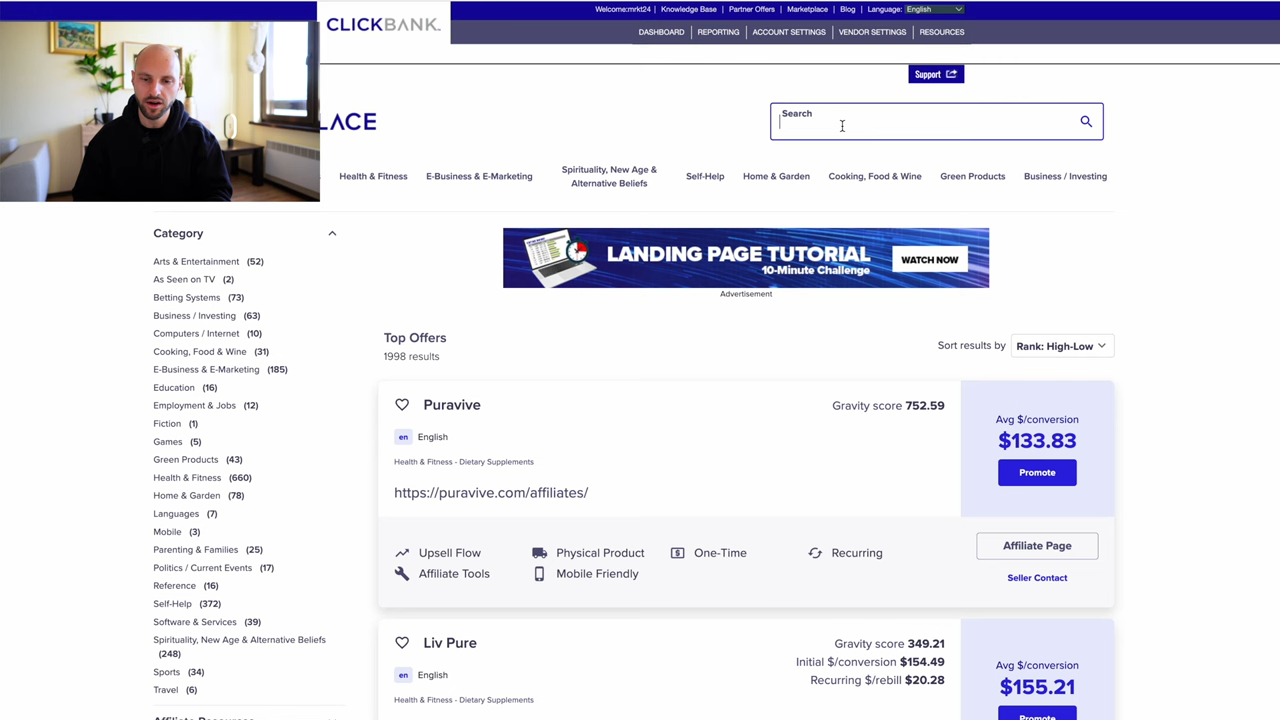 Welcome:mrkt24 | Knowledge Base | Partner Offers | Marketplace | Blog | Language: English
CLICKBANK.
DASHBOARD | REPORTING | ACCOUNT SETTINGS | VENDOR SETTINGS | RESOURCES
Support
LACE
Search
Health & Fitness
E-Business & E-Marketing
Spirituality, New Age &
Alternative Beliefs
Self-Help
Home & Garden
Cooking, Food & Wine
Green Products
Business / Investing
Category
Arts & Entertainment (52)
As Seen on TV (2)
Betting Systems (73)
Business / Investing (63)
Computers / Internet (10)
Cooking, Food & Wine (31)
E-Business & E-Marketing (185)
Education (16)
Employment & Jobs (12)
Fiction (1)
Games (5)
Green Products (43)
Health & Fitness (660)
Home & Garden (78)
Languages (7)
Mobile (3)
Parenting & Families (25)
Politics / Current Events (17)
Reference (16)
Self-Help (372)
Software & Services (39)
Spirituality, New Age & Alternative Beliefs
(248)
Sports (34)
Travel (6)
Affiliate Resources
LANDING PAGE TUTORIAL
10-Minute Challenge
WATCH NOW
Advertisement
Top Offers
1998 results
Sort results by Rank: High-Low
Puravive
Gravity score 752.59
en English
Health & Fitness - Dietary Supplements
https://puravive.com/affiliates/
Avg $/conversion
$133.83
Promote
Upsell Flow
Physical Product
One-Time
Recurring
Affiliate Tools
Mobile Friendly
Affiliate Page
Seller Contact
Liv Pure
Gravity score 349.21
Initial $/conversion $154.49
Recurring $/rebill $20.28
en English
Health & Fitness - Dietary Supplements
Avg $/conversion
$155.21
Promote